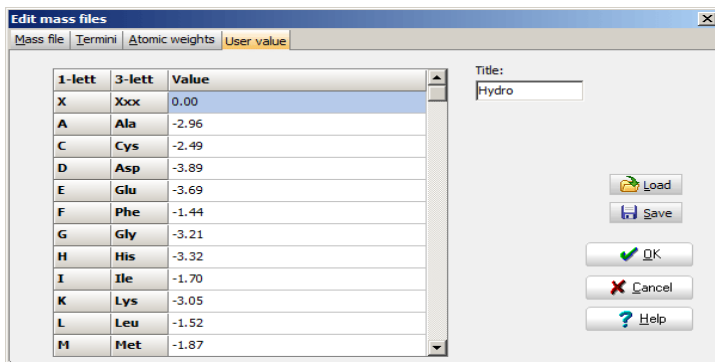 Edit mass files
Mass file Termini Atomic weights User value
1-lett 3-lett Value
X Xxx 0.00
A Ala -2.96
C Cys -2.49
D Asp -3.89
E Glu -3.69
F Phe -1.44
G Gly -3.21
H His -3.32
I Ile -1.70
K Lys -3.05
L Leu -1.52
M Met -1.87
Title:
Hydro
Load
Save
OK
Cancel
Help